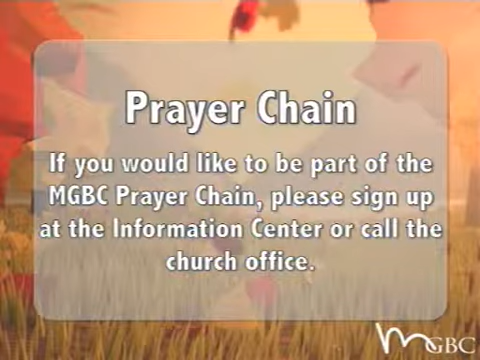 Prayer Chain
If you would like to be part of the
MGBC Prayer Chain, please sign up
at the Information Center or call the
church office.
MGBC